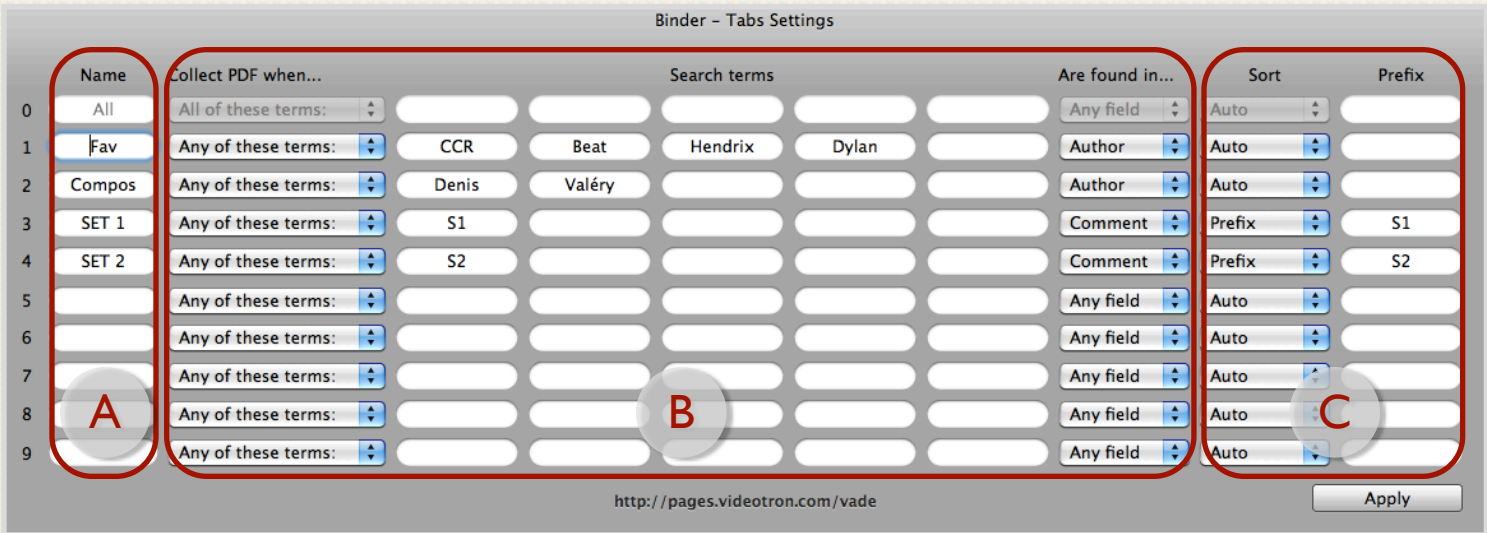 Binder – Tabs Settings
Name Collect PDF when... Search terms Are found in... Sort Prefix
0 All All of these terms: Any field Auto
1 Fav Any of these terms: CCR Beat Hendrix Dylan Author Auto
2 Compos Any of these terms: Denis Valéry Author Auto
3 SET 1 Any of these terms: S1 Comment Prefix S1
4 SET 2 Any of these terms: S2 Comment Prefix S2
5 Any of these terms: Any field Auto
6 Any of these terms: Any field Auto
7 Any of these terms: Any field Auto
8 A Any of these terms: B Any field Auto C
9 Any of these terms: Any field Auto
http://pages.videotron.com/vade Apply